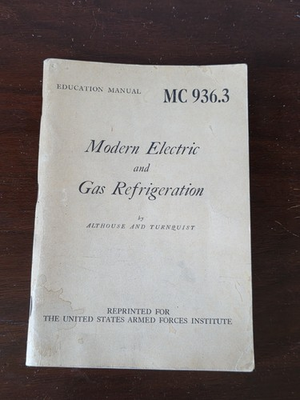 EDUCATION MANUAL MC 936.3
Modern Electric
and
Gas Refrigeration
by
ALTHOUSE AND TURNQUIST
REPRINTED FOR
THE UNITED STATES ARMED FORCES INSTITUTE